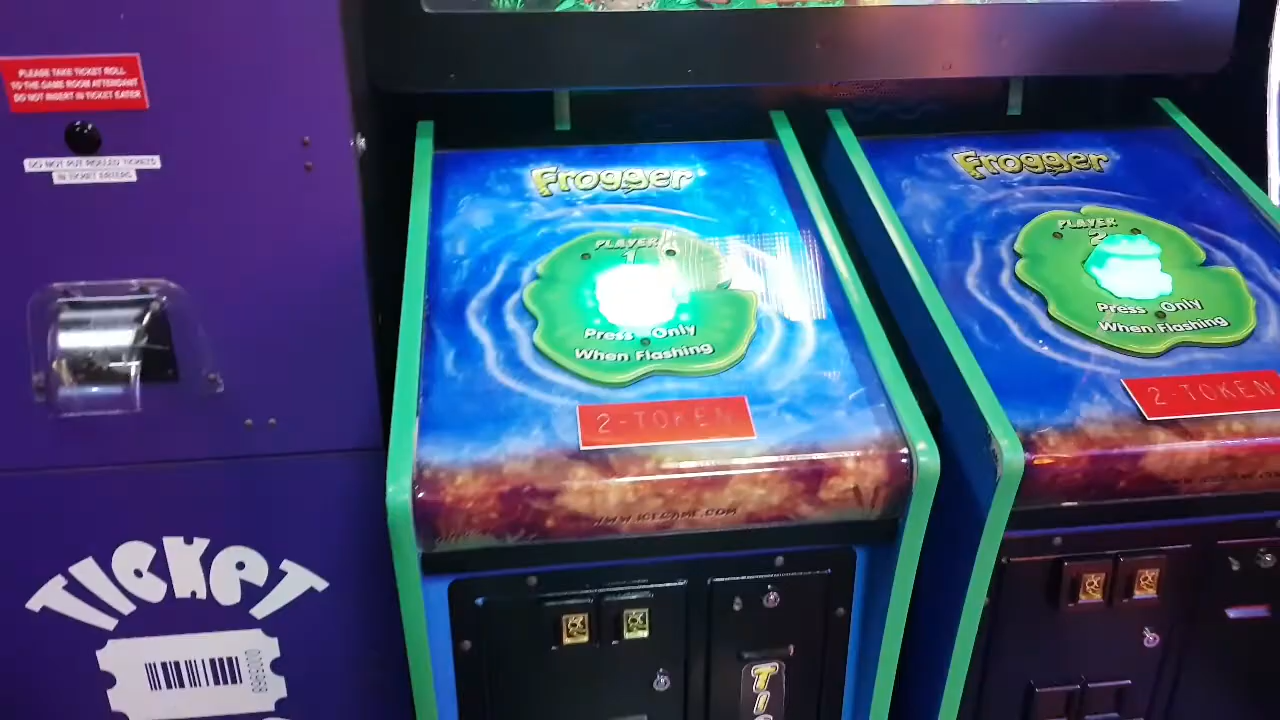 PLEASE TAKE TICKET ROLL
TO THE GAME ROOM ATTENDANT
DO NOT INSERT IN TICKET EATER
DO NOT PUT ROLLED TICKETS
IN TICKET EATERS
TICKET
Frogger
PLAYER
1
Press Only
When Flashing
2-TOKEN
WWW.ICEGAME.COM
TIC
Frogger
PLAYER
2
Press Only
When Flashing
2-TOKEN